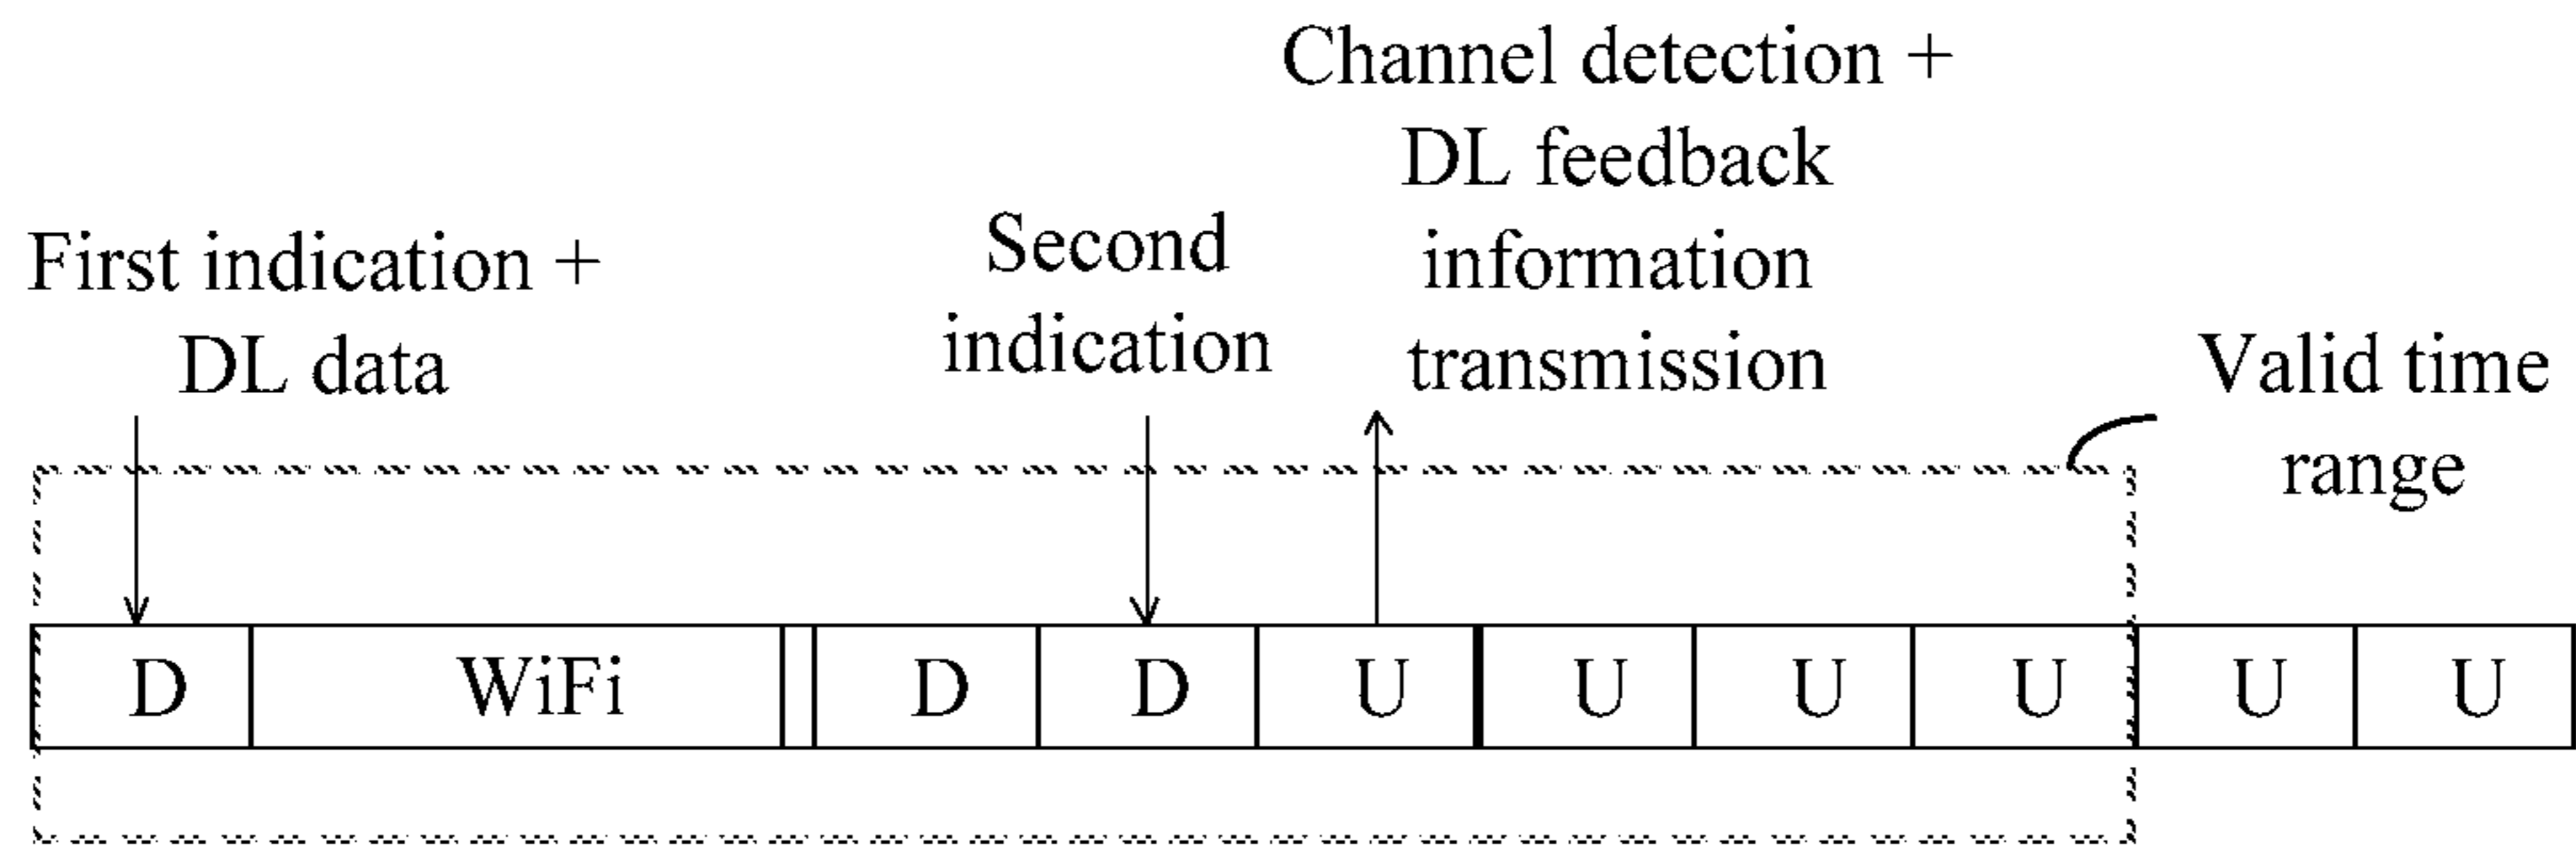 Channel detection +
DL feedback
information
transmission
First indication +
DL data
Second
indication
Valid time
range
D WiFi D D U U U U U U